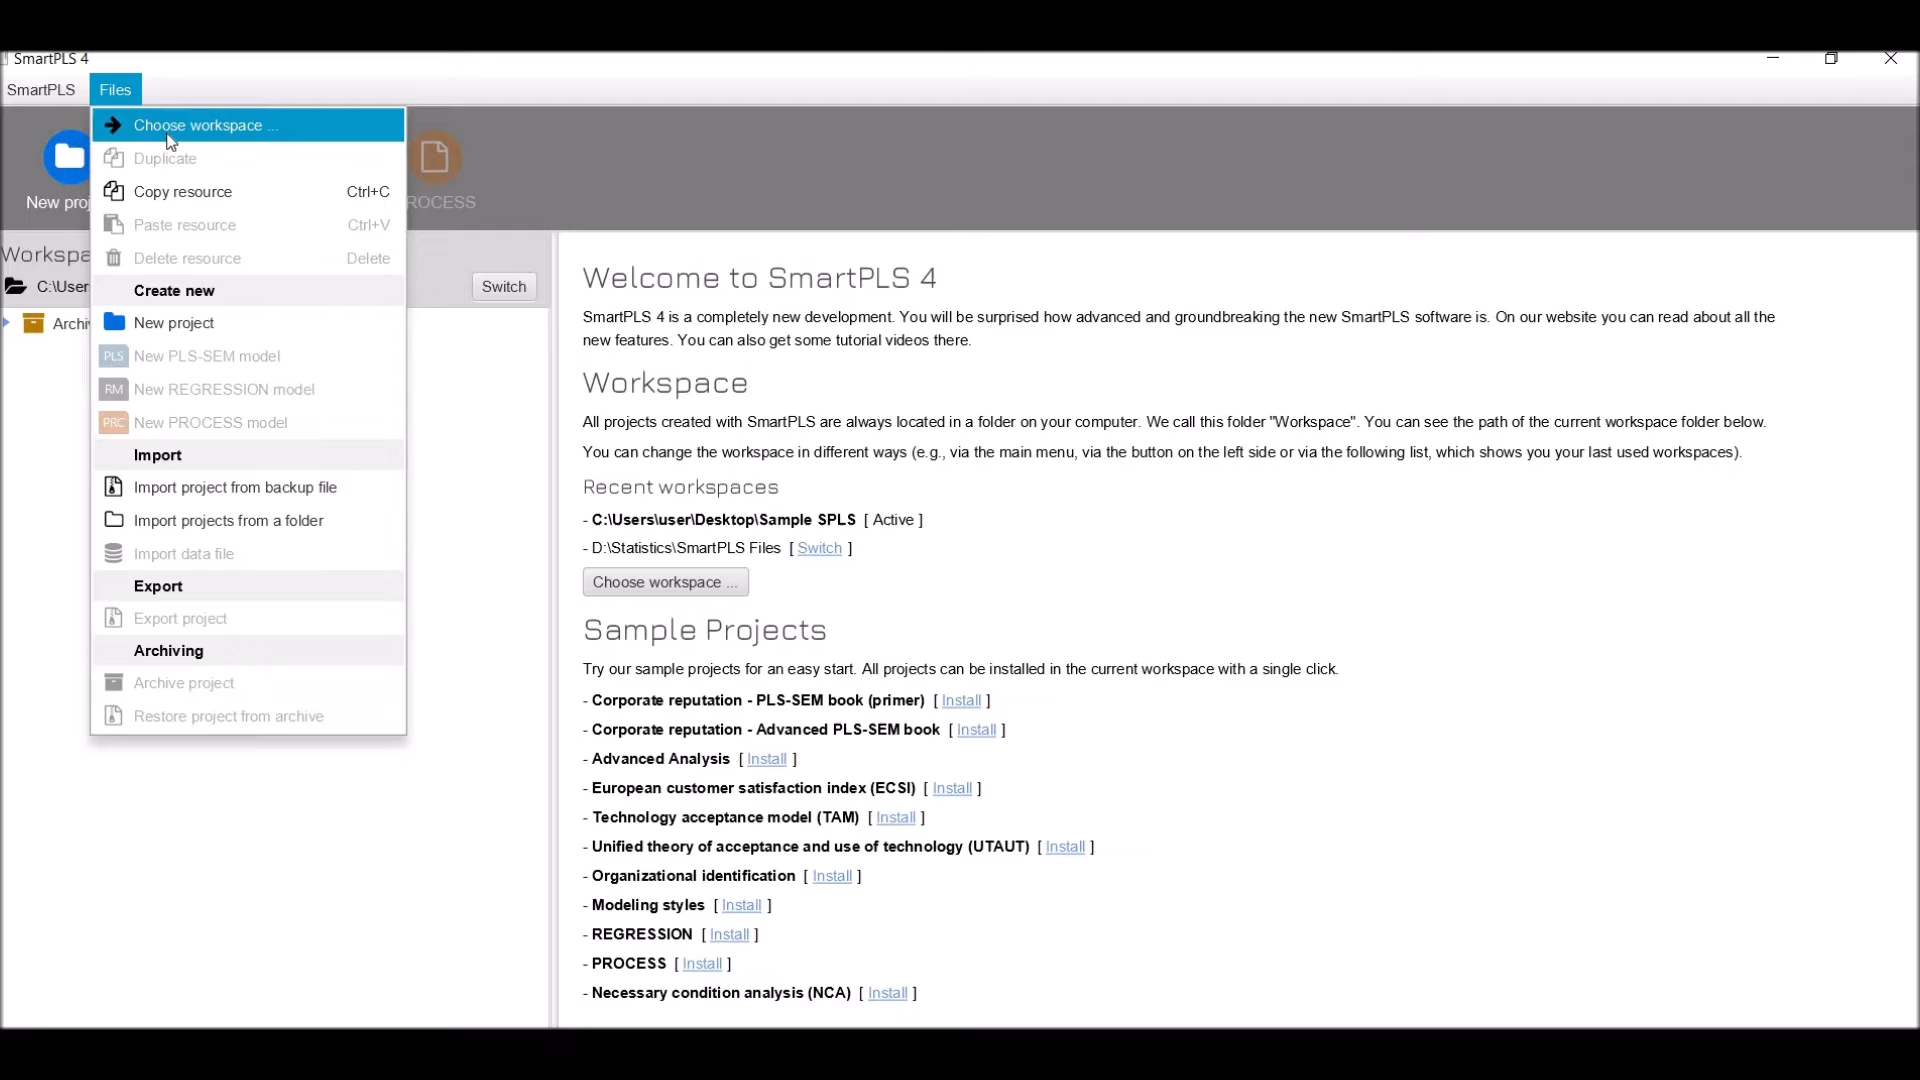 SmartPLS 4
SmartPLS Files
Choose workspace ...
Duplicate
Copy resource Ctrl+C
Paste resource Ctrl+V
Delete resource Delete
Create new
New project
PLS New PLS-SEM model
RM New REGRESSION model
PRC New PROCESS model
Import
Import project from backup file
Import projects from a folder
Import data file
Export
Export project
Archiving
Archive project
Restore project from archive
New proj
ROCESS
Workspa
C:\User
Switch
Archi
Welcome to SmartPLS 4
SmartPLS 4 is a completely new development. You will be surprised how advanced and groundbreaking the new SmartPLS software is. On our website you can read about all the
new features. You can also get some tutorial videos there.
Workspace
All projects created with SmartPLS are always located in a folder on your computer. We call this folder "Workspace". You can see the path of the current workspace folder below.
You can change the workspace in different ways (e.g., via the main menu, via the button on the left side or via the following list, which shows you your last used workspaces).
Recent workspaces
- C:\Users\user\Desktop\Sample SPLS [ Active ]
- D:\Statistics\SmartPLS Files [ Switch ]
Choose workspace ...
Sample Projects
Try our sample projects for an easy start. All projects can be installed in the current workspace with a single click.
- Corporate reputation - PLS-SEM book (primer) [ Install ]
- Corporate reputation - Advanced PLS-SEM book [ Install ]
- Advanced Analysis [ Install ]
- European customer satisfaction index (ECSI) [ Install ]
- Technology acceptance model (TAM) [ Install ]
- Unified theory of acceptance and use of technology (UTAUT) [ Install ]
- Organizational identification [ Install ]
- Modeling styles [ Install ]
- REGRESSION [ Install ]
- PROCESS [ Install ]
- Necessary condition analysis (NCA) [ Install ]